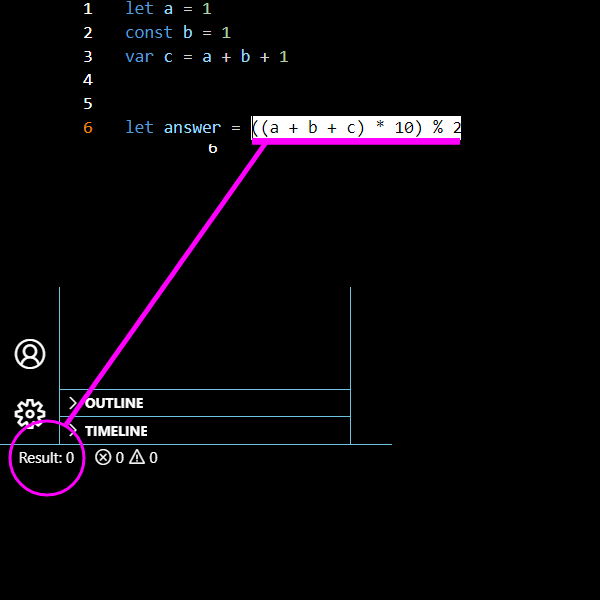 1 let a = 1
2 const b = 1
3 var c = a + b + 1
4
5
6 let answer = ((a + b + c) * 10) % 2
6
OUTLINE
TIMELINE
Result: 0 0 0